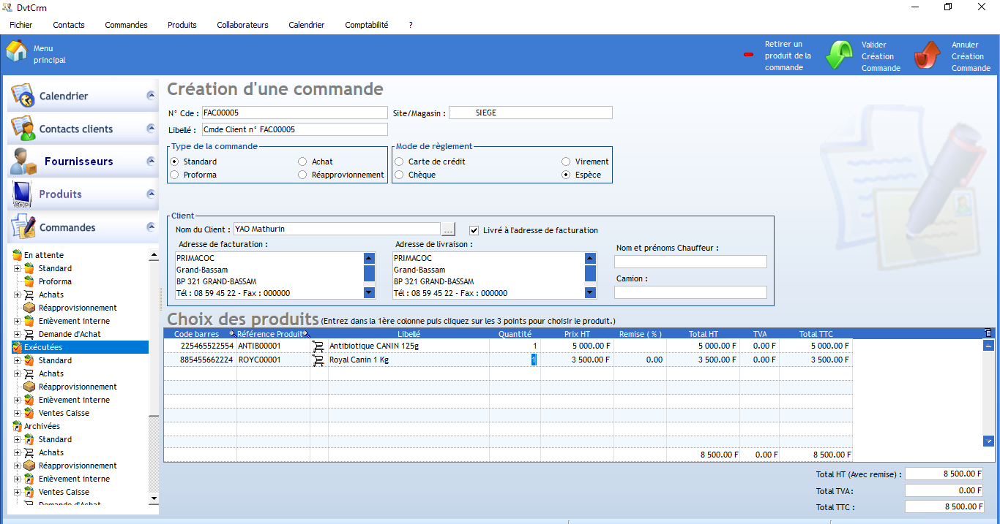 DvtCrm
Fichier Contacts Commandes Produits Collaborateurs Calendrier Comptabilité ?
Menu
principal
Retirer un
produit de la
commande
Valider
Création
Commande
Annuler
Création
Commande
Calendrier
Contacts clients
Fournisseurs
Produits
Commandes
En attente
Standard
Proforma
Achats
Réapprovisionnement
Enlèvement interne
Demande d'Achat
Exécutées
Standard
Achats
Réapprovisionnement
Enlèvement interne
Ventes Caisse
Archivées
Standard
Achats
Réapprovisionnement
Enlèvement interne
Ventes Caisse
Demande d'Achat
Création d'une commande
N° Cde : FAC00005 Site/Magasin : SIEGE
Libellé : Cmde Client n° FAC00005
Type de la commande
Standard Achat
Proforma Réapprovionnement
Mode de règlement
Carte de crédit Virement
Chèque Espèce
Client
Nom du Client : YAO Mathurin ... Livré à l'adresse de facturation
Adresse de facturation :
PRIMACOC
Grand-Bassam
BP 321 GRAND-BASSAM
Tél : 08 59 45 22 - Fax : 000000
Adresse de livraison :
PRIMACOC
Grand-Bassam
BP 321 GRAND-BASSAM
Tél : 08 59 45 22 - Fax : 000000
Nom et prénoms Chauffeur :
Camion :
Choix des produits (Entrez dans la 1ère colonne puis cliquez sur les 3 points pour choisir le produit.)
Code barres Référence Produit Libellé Quantité Prix HT Remise ( % ) Total HT TVA Total TTC
225465522554 ANTIB00001 Antibiotique CANIN 125g 1 5 000.00 F 5 000.00 F 0.00 F 5 000.00 F
885455662224 ROYC00001 Royal Canin 1 Kg 1 3 500.00 F 0.00 3 500.00 F 0.00 F 3 500.00 F
8 500.00 F 0.00 F 8 500.00 F
Total HT (Avec remise) : 8 500.00 F
Total TVA : 0.00 F
Total TTC : 8 500.00 F